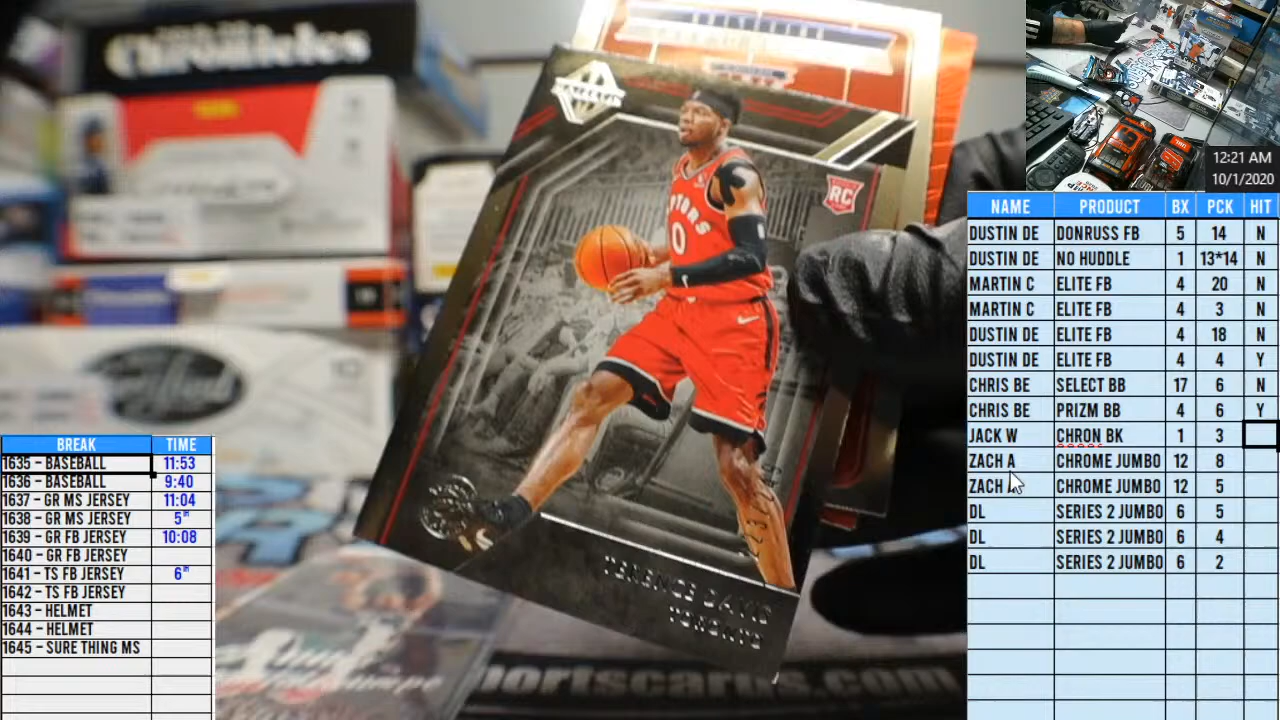 Chronicles
12:21 AM
10/1/2020
NAME PRODUCT BX PCK HIT
DUSTIN DE DONRUSS FB 5 14 N
DUSTIN DE NO HUDDLE 1 13*14 N
MARTIN C ELITE FB 4 20 N
MARTIN C ELITE FB 4 3 N
DUSTIN DE ELITE FB 4 18 N
DUSTIN DE ELITE FB 4 4 Y
CHRIS BE SELECT BB 17 6 N
CHRIS BE PRIZM BB 4 6 Y
JACK W CHRON BK 1 3
ZACH A CHROME JUMBO 12 8
ZACH CHROME JUMBO 12 5
DL SERIES 2 JUMBO 6 5
DL SERIES 2 JUMBO 6 4
DL SERIES 2 JUMBO 6 2
RC
0
TERENCE DAVIS
TORONTO
BREAK TIME
1635 - BASEBALL 11:53
1636 - BASEBALL 9:40
1637 - GR MS JERSEY 11:04
1638 - GR MS JERSEY 5TH
1639 - GR FB JERSEY 10:08
1640 - GR FB JERSEY
1641 - TS FB JERSEY 6TH
1642 - TS FB JERSEY
1643 - HELMET
1644 - HELMET
1645 - SURE THING MS
ortscards.com